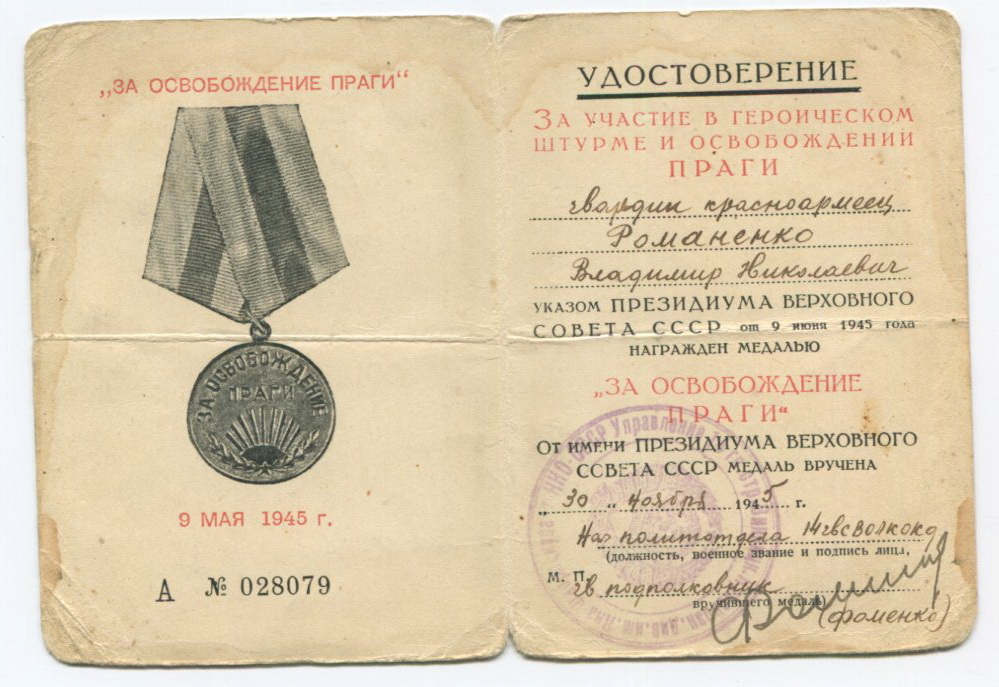 „ЗА ОСВОБОЖДЕНИЕ ПРАГИ“
ЗА ОСВОБОЖДЕНИЕ
ПРАГИ
9 МАЯ 1945 г.
А № 028079
УДОСТОВЕРЕНИЕ
ЗА УЧАСТИЕ В ГЕРОИЧЕСКОМ
ШТУРМЕ И ОСВОБОЖДЕНИИ
ПРАГИ
гвардии красноармеец
Романенко
Владимир Николаевич
УКАЗОМ ПРЕЗИДИУМА ВЕРХОВНОГО
СОВЕТА СССР от 9 июня 1945 года
НАГРАЖДЕН МЕДАЛЬЮ
„ЗА ОСВОБОЖДЕНИЕ
ПРАГИ“
ОТ ИМЕНИ ПРЕЗИДИУМА ВЕРХОВНОГО
СОВЕТА СССР МЕДАЛЬ ВРУЧЕНА
„30“ ноября 1945 г.
Нач политотдела
(должность, военное звание и подпись лица,
М. П.
гв подполковник
вручившего медаль)
(Фоменко)
НКО СССР Управление